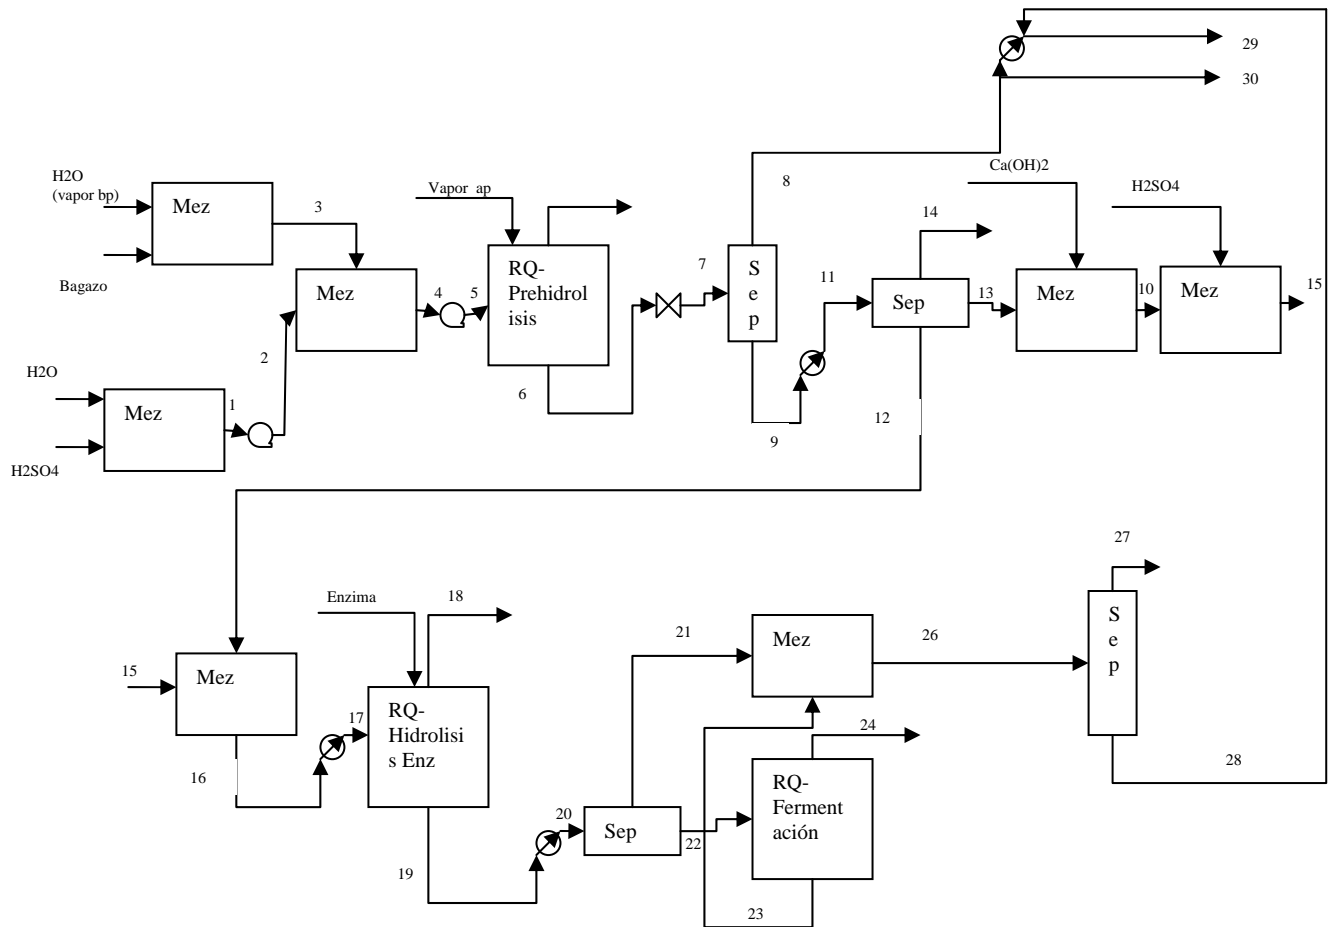 29
30
8
Ca(OH)2
H2SO4
H2O
(vapor bp)
Mez
3
Vapor ap
14
Bagazo
RQ-
Prehidrol
isis
7
S
e
p
11
Sep
13
Mez
10
Mez
15
Mez
4
5
2
6
12
H2O
Mez
1
H2SO4
9
27
Enzima
18
21
Mez
26
S
e
p
15
Mez
17
RQ-
Hidrolisi
s Enz
24
RQ-
Ferment
ación
28
16
20
Sep
22
19
23